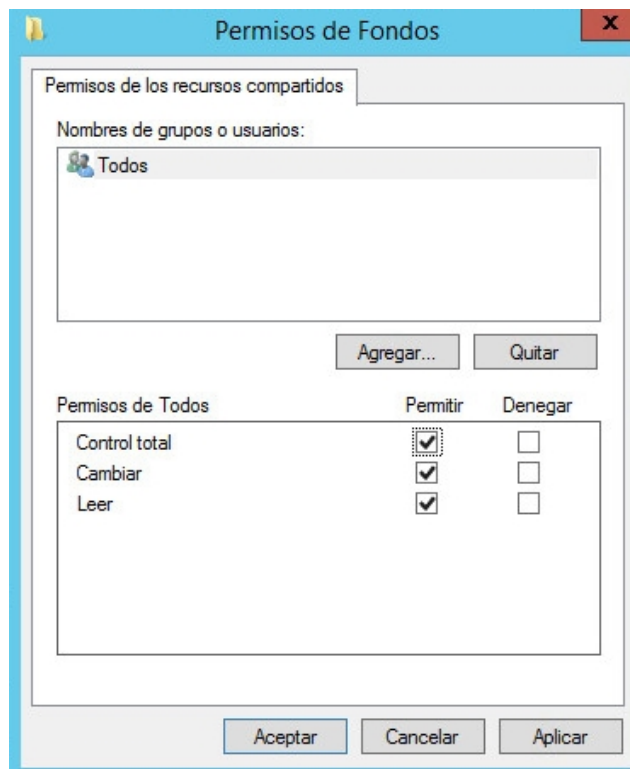 Permisos de Fondos
x
Permisos de los recursos compartidos
Nombres de grupos o usuarios:
Todos
Agregar... Quitar
Permisos de Todos Permitir Denegar
Control total
Cambiar
Leer
Aceptar Cancelar Aplicar